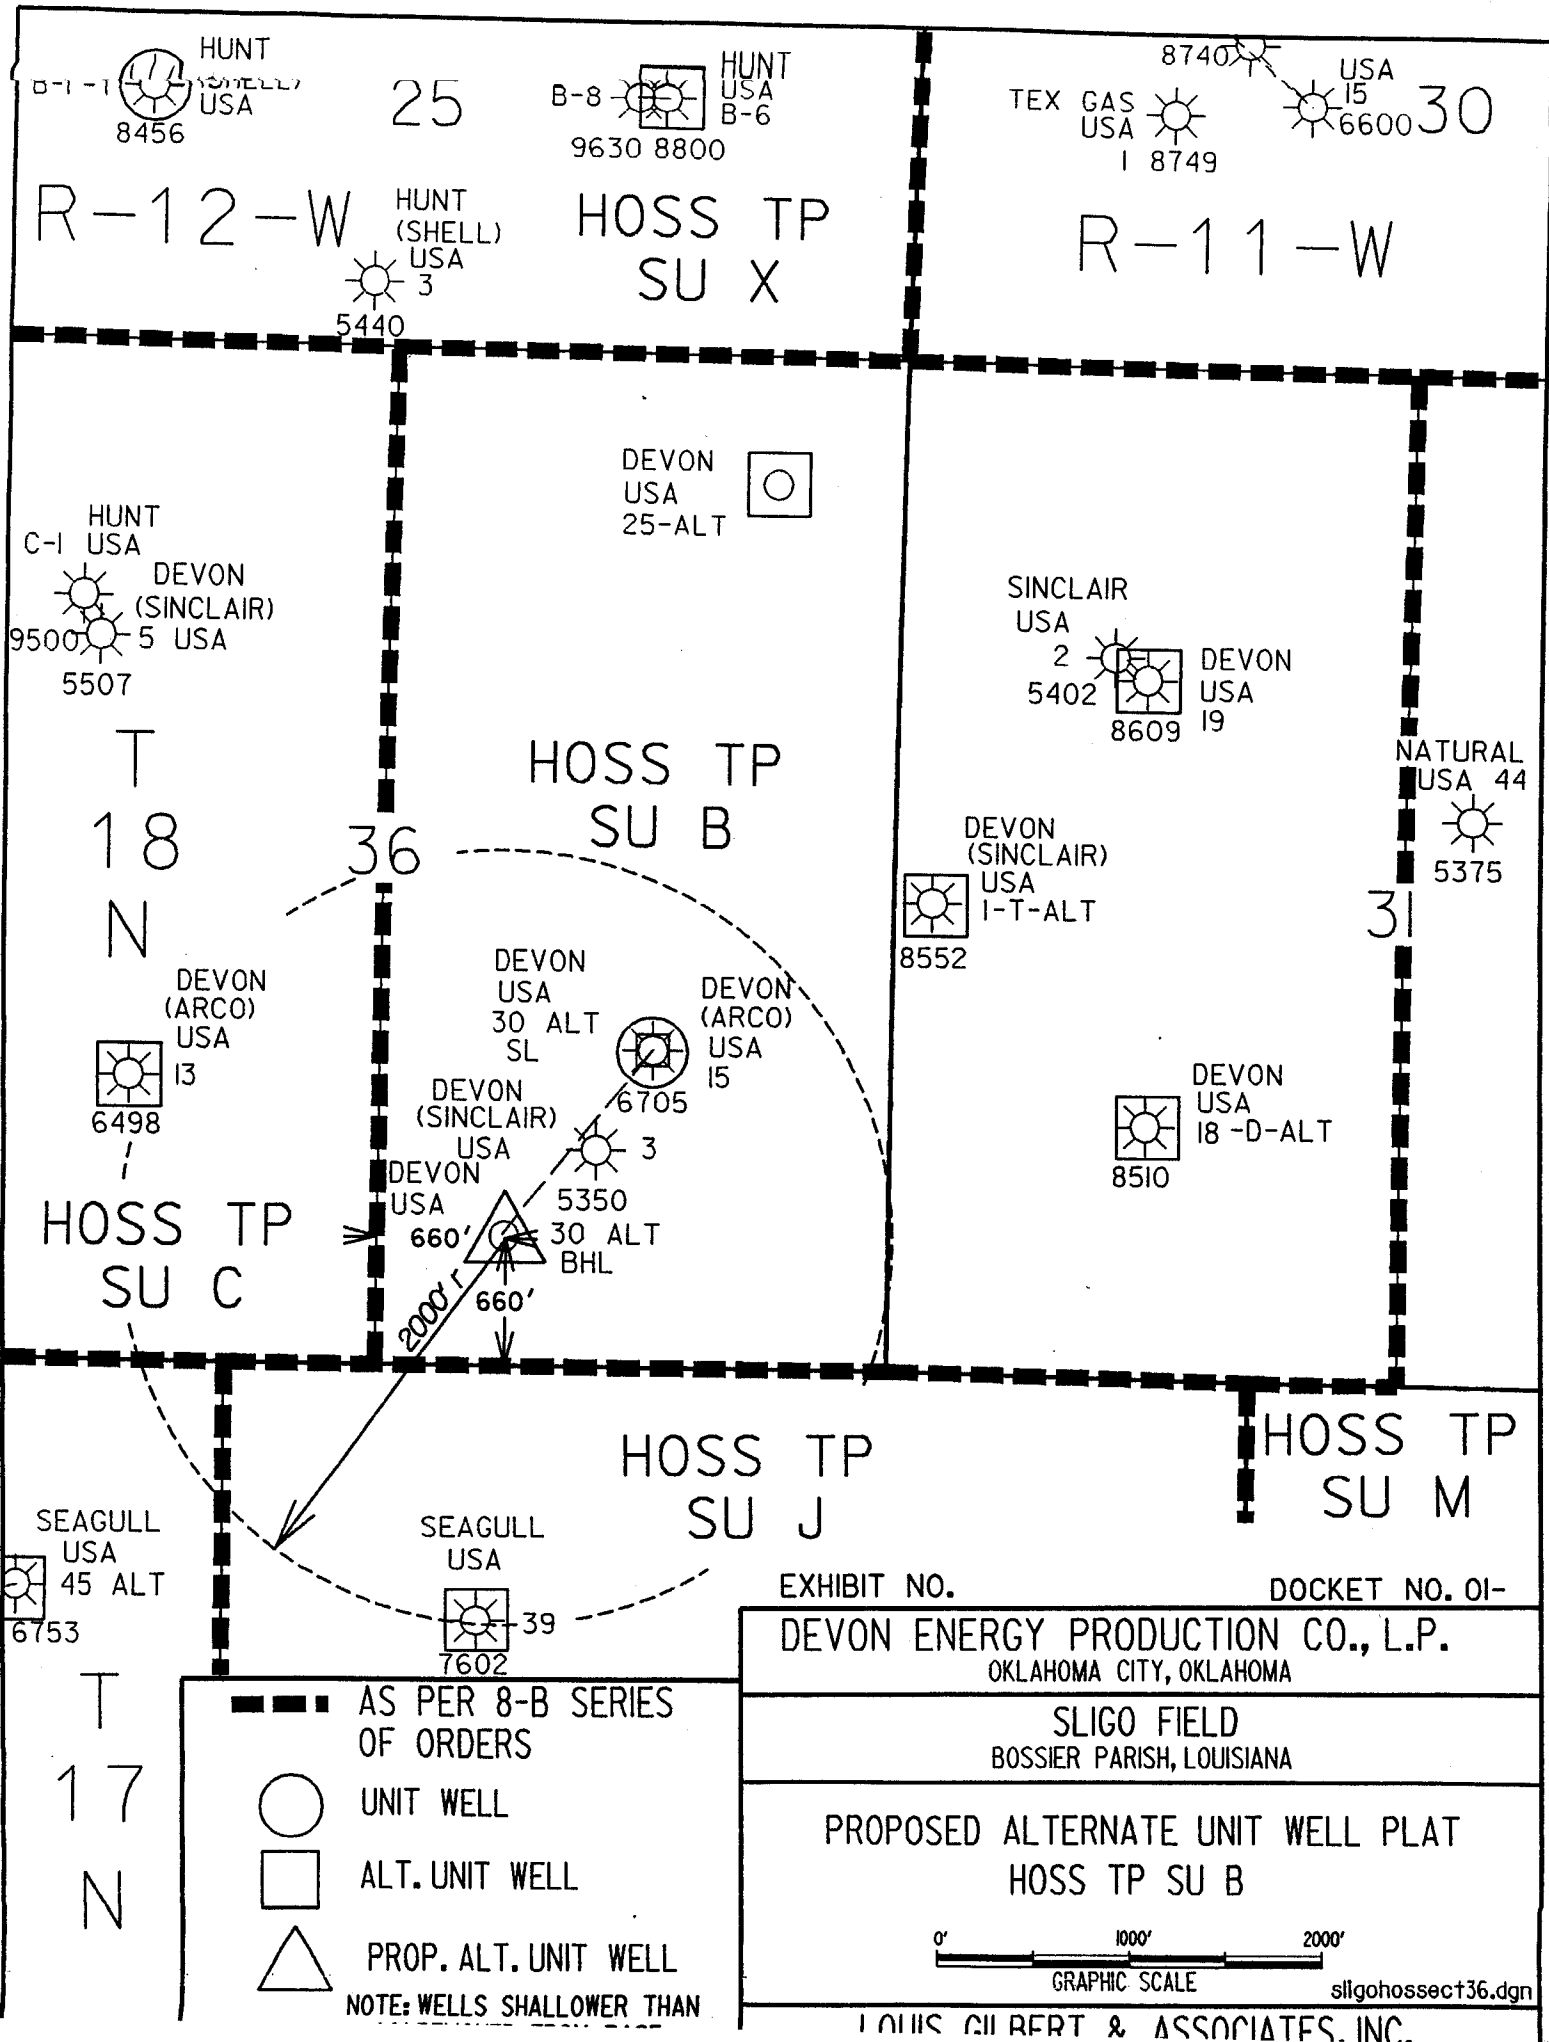 HUNT
USA
8456
25
B-8
HUNT
USA
B-6
9630 8800
8740
USA
15
6600
30
TEX GAS
USA
1 8749
R-12-W
HUNT
(SHELL)
USA
3
5440
HOSS TP
SU X
R-11-W
DEVON
USA
25-ALT
HUNT
C-1 USA
DEVON
(SINCLAIR)
5 USA
9500
5507
SINCLAIR
USA
2
5402
DEVON
USA
19
8609
T
18
N
36
HOSS TP
SU B
NATURAL
USA 44
5375
DEVON
(SINCLAIR)
USA
1-T-ALT
8552
31
DEVON
(ARCO)
USA
13
6498
DEVON
USA
30 ALT
SL
DEVON
(ARCO)
USA
15
6705
DEVON
(SINCLAIR)
USA
3
5350
DEVON
USA
18-D-ALT
8510
DEVON
USA
660'
30 ALT
BHL
660'
2000' r
HOSS TP
SU C
HOSS TP
SU J
HOSS TP
SU M
SEAGULL
USA
45 ALT
6753
SEAGULL
USA
39
7602
EXHIBIT NO.
DOCKET NO. 01-
DEVON ENERGY PRODUCTION CO., L.P.
OKLAHOMA CITY, OKLAHOMA
SLIGO FIELD
BOSSIER PARISH, LOUISIANA
PROPOSED ALTERNATE UNIT WELL PLAT
HOSS TP SU B
0' 1000' 2000'
GRAPHIC SCALE
sligohossect36.dgn
LOUIS GILBERT & ASSOCIATES, INC.
T
17
N
AS PER 8-B SERIES
OF ORDERS
UNIT WELL
ALT. UNIT WELL
PROP. ALT. UNIT WELL
NOTE: WELLS SHALLOWER THAN